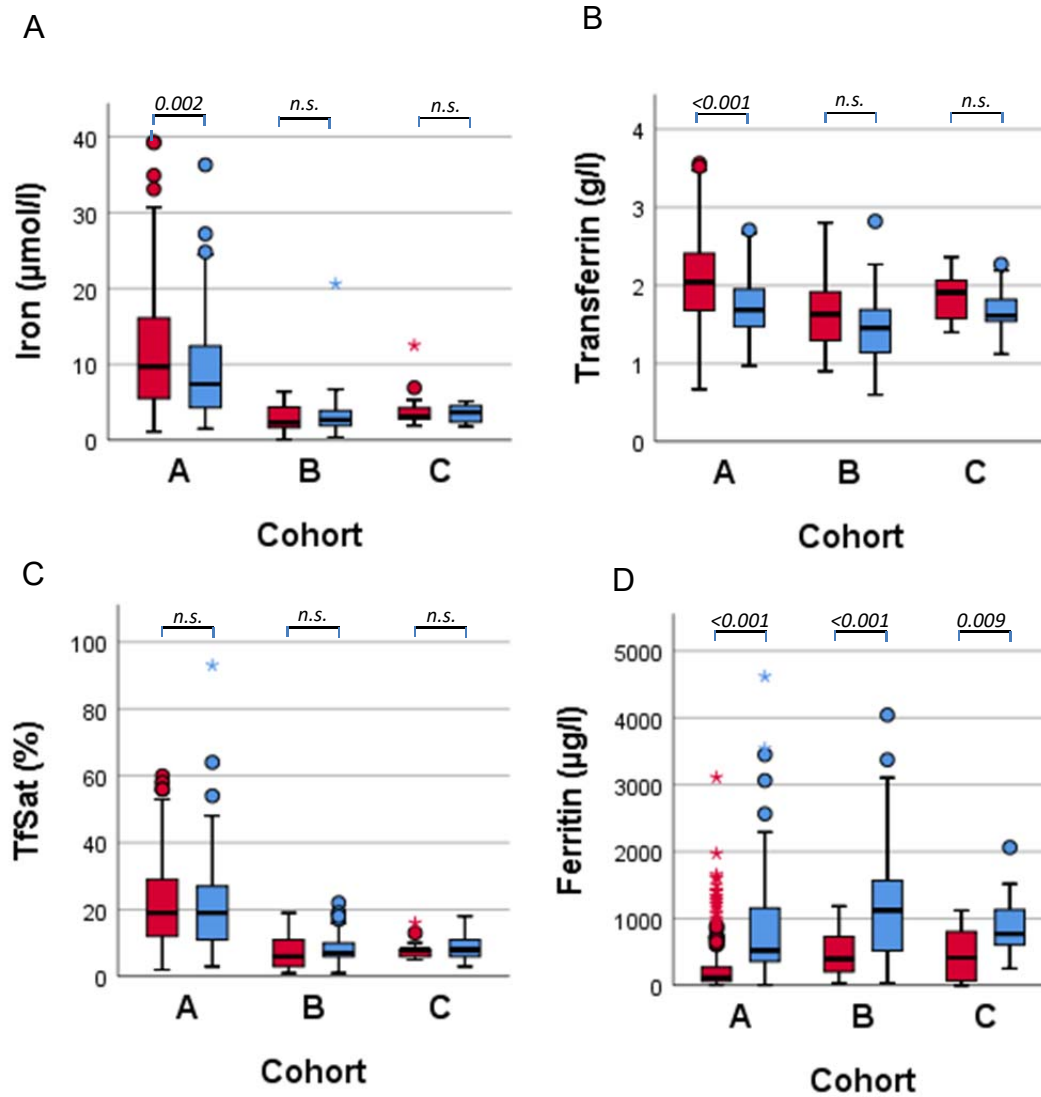 A
0.002
n.s.
n.s.
40
30
20
10
0
Iron (µmol/l)
A
B
C
Cohort
B
<0.001
n.s.
n.s.
4
3
2
1
0
Transferrin (g/l)
A
B
C
Cohort
C
n.s.
n.s.
n.s.
100
80
60
40
20
0
TfSat (%)
A
B
C
Cohort
D
<0.001
<0.001
0.009
5000
4000
3000
2000
1000
0
Ferritin (µg/l)
A
B
C
Cohort